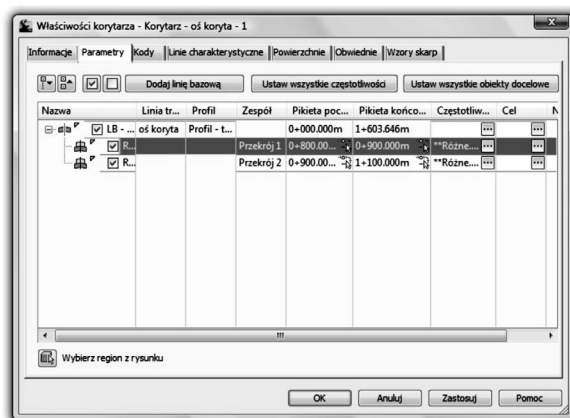 Właściwości korytarza - Korytarz - oś koryta - 1
Informacje Parametry Kody Linie charakterystyczne Powierzchnie Obwiednie Wzory skarp
Dodaj linię bazową Ustaw wszystkie częstotliwości Ustaw wszystkie obiekty docelowe
Nazwa Linia tr... Profil Zespół Pikieta poc... Pikieta końco... Częstotliw... Cel N
LB - ... oś koryta Profil - t... 0+000.000m 1+603.646m ...
R... Przekrój 1 0+800.00... 0+900.000m **Różne.... ...
R... Przekrój 2 0+900.00... 1+100.000m **Różne.... ...
Wybierz region z rysunku
OK Anuluj Zastosuj Pomoc